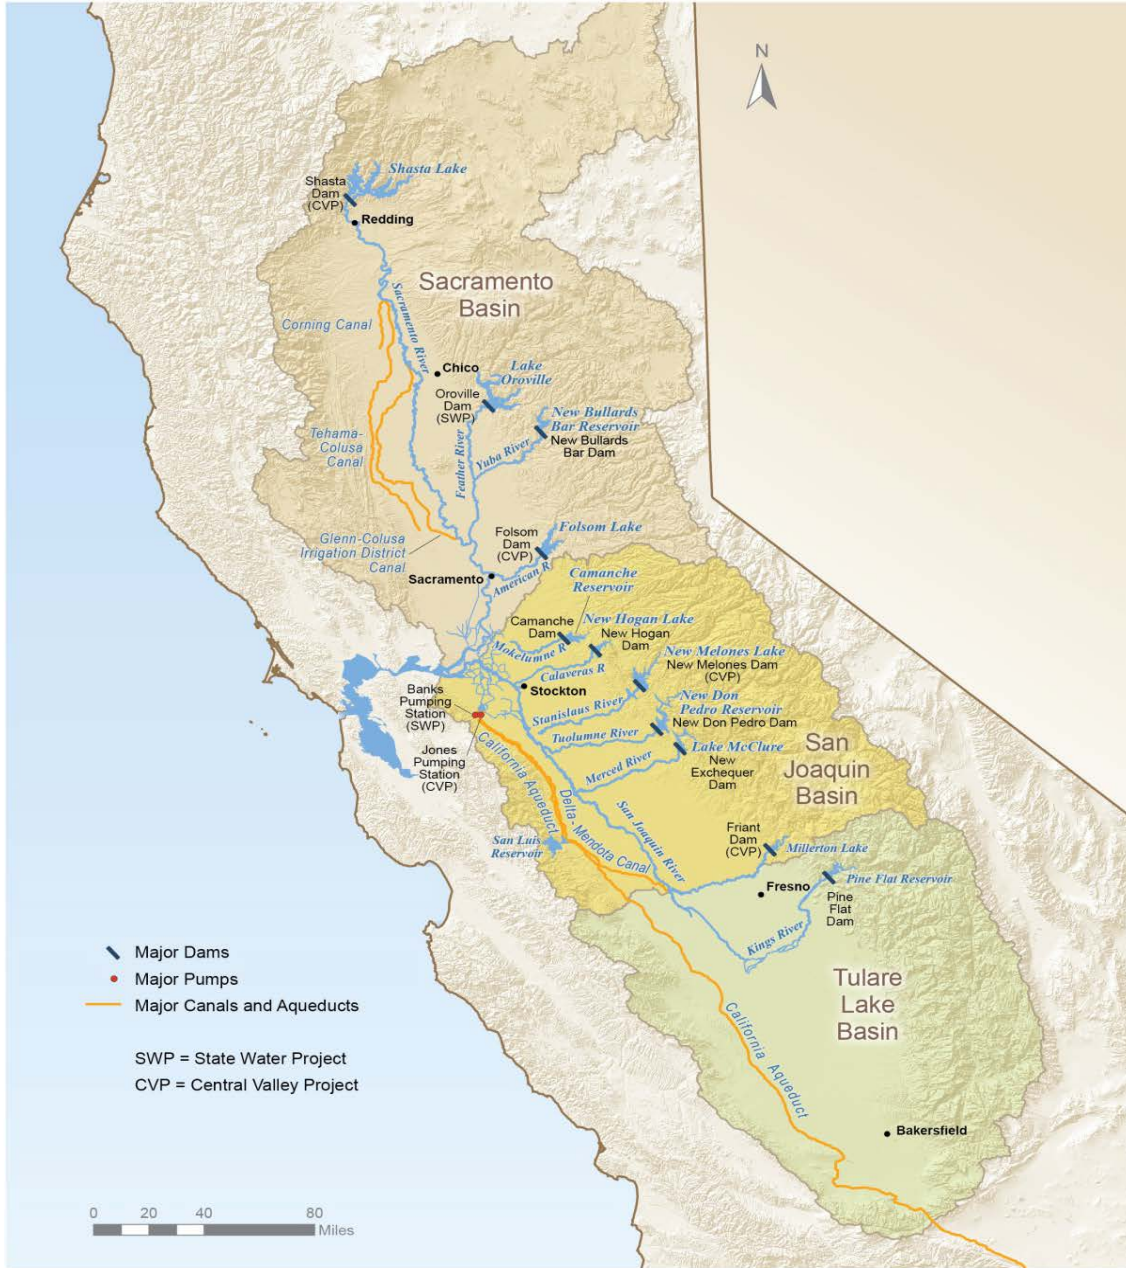 N
Shasta Lake
Shasta
Dam
(CVP)
Redding
Sacramento
Basin
Sacramento River
Corning Canal
Chico
Lake
Oroville
Oroville
Dam
(SWP)
New Bullards
Bar Reservoir
New Bullards
Bar Dam
Tehama-
Colusa
Canal
Feather River
Yuba River
Glenn-Colusa
Irrigation District
Canal
Folsom
Dam
(CVP)
Folsom Lake
Sacramento
American R
Camanche
Reservoir
Camanche
Dam
New Hogan Lake
New Hogan
Dam
Mokelumne R
Calaveras R
New Melones Lake
New Melones Dam
(CVP)
Banks
Pumping
Station
(SWP)
Stockton
New Don
Pedro Reservoir
New Don Pedro Dam
Stanislaus River
Tuolumne River
Jones
Pumping
Station
(CVP)
California Aqueduct
Merced River
Lake McClure
New
Exchequer
Dam
San
Joaquin
Basin
Delta-Mendota Canal
San Joaquin River
San Luis
Reservoir
Friant
Dam
(CVP)
Millerton Lake
Fresno
Pine Flat Reservoir
Pine
Flat
Dam
Kings River
Tulare
Lake
Basin
California Aqueduct
Bakersfield
Major Dams
Major Pumps
Major Canals and Aqueducts
SWP = State Water Project
CVP = Central Valley Project
0 20 40 80
Miles